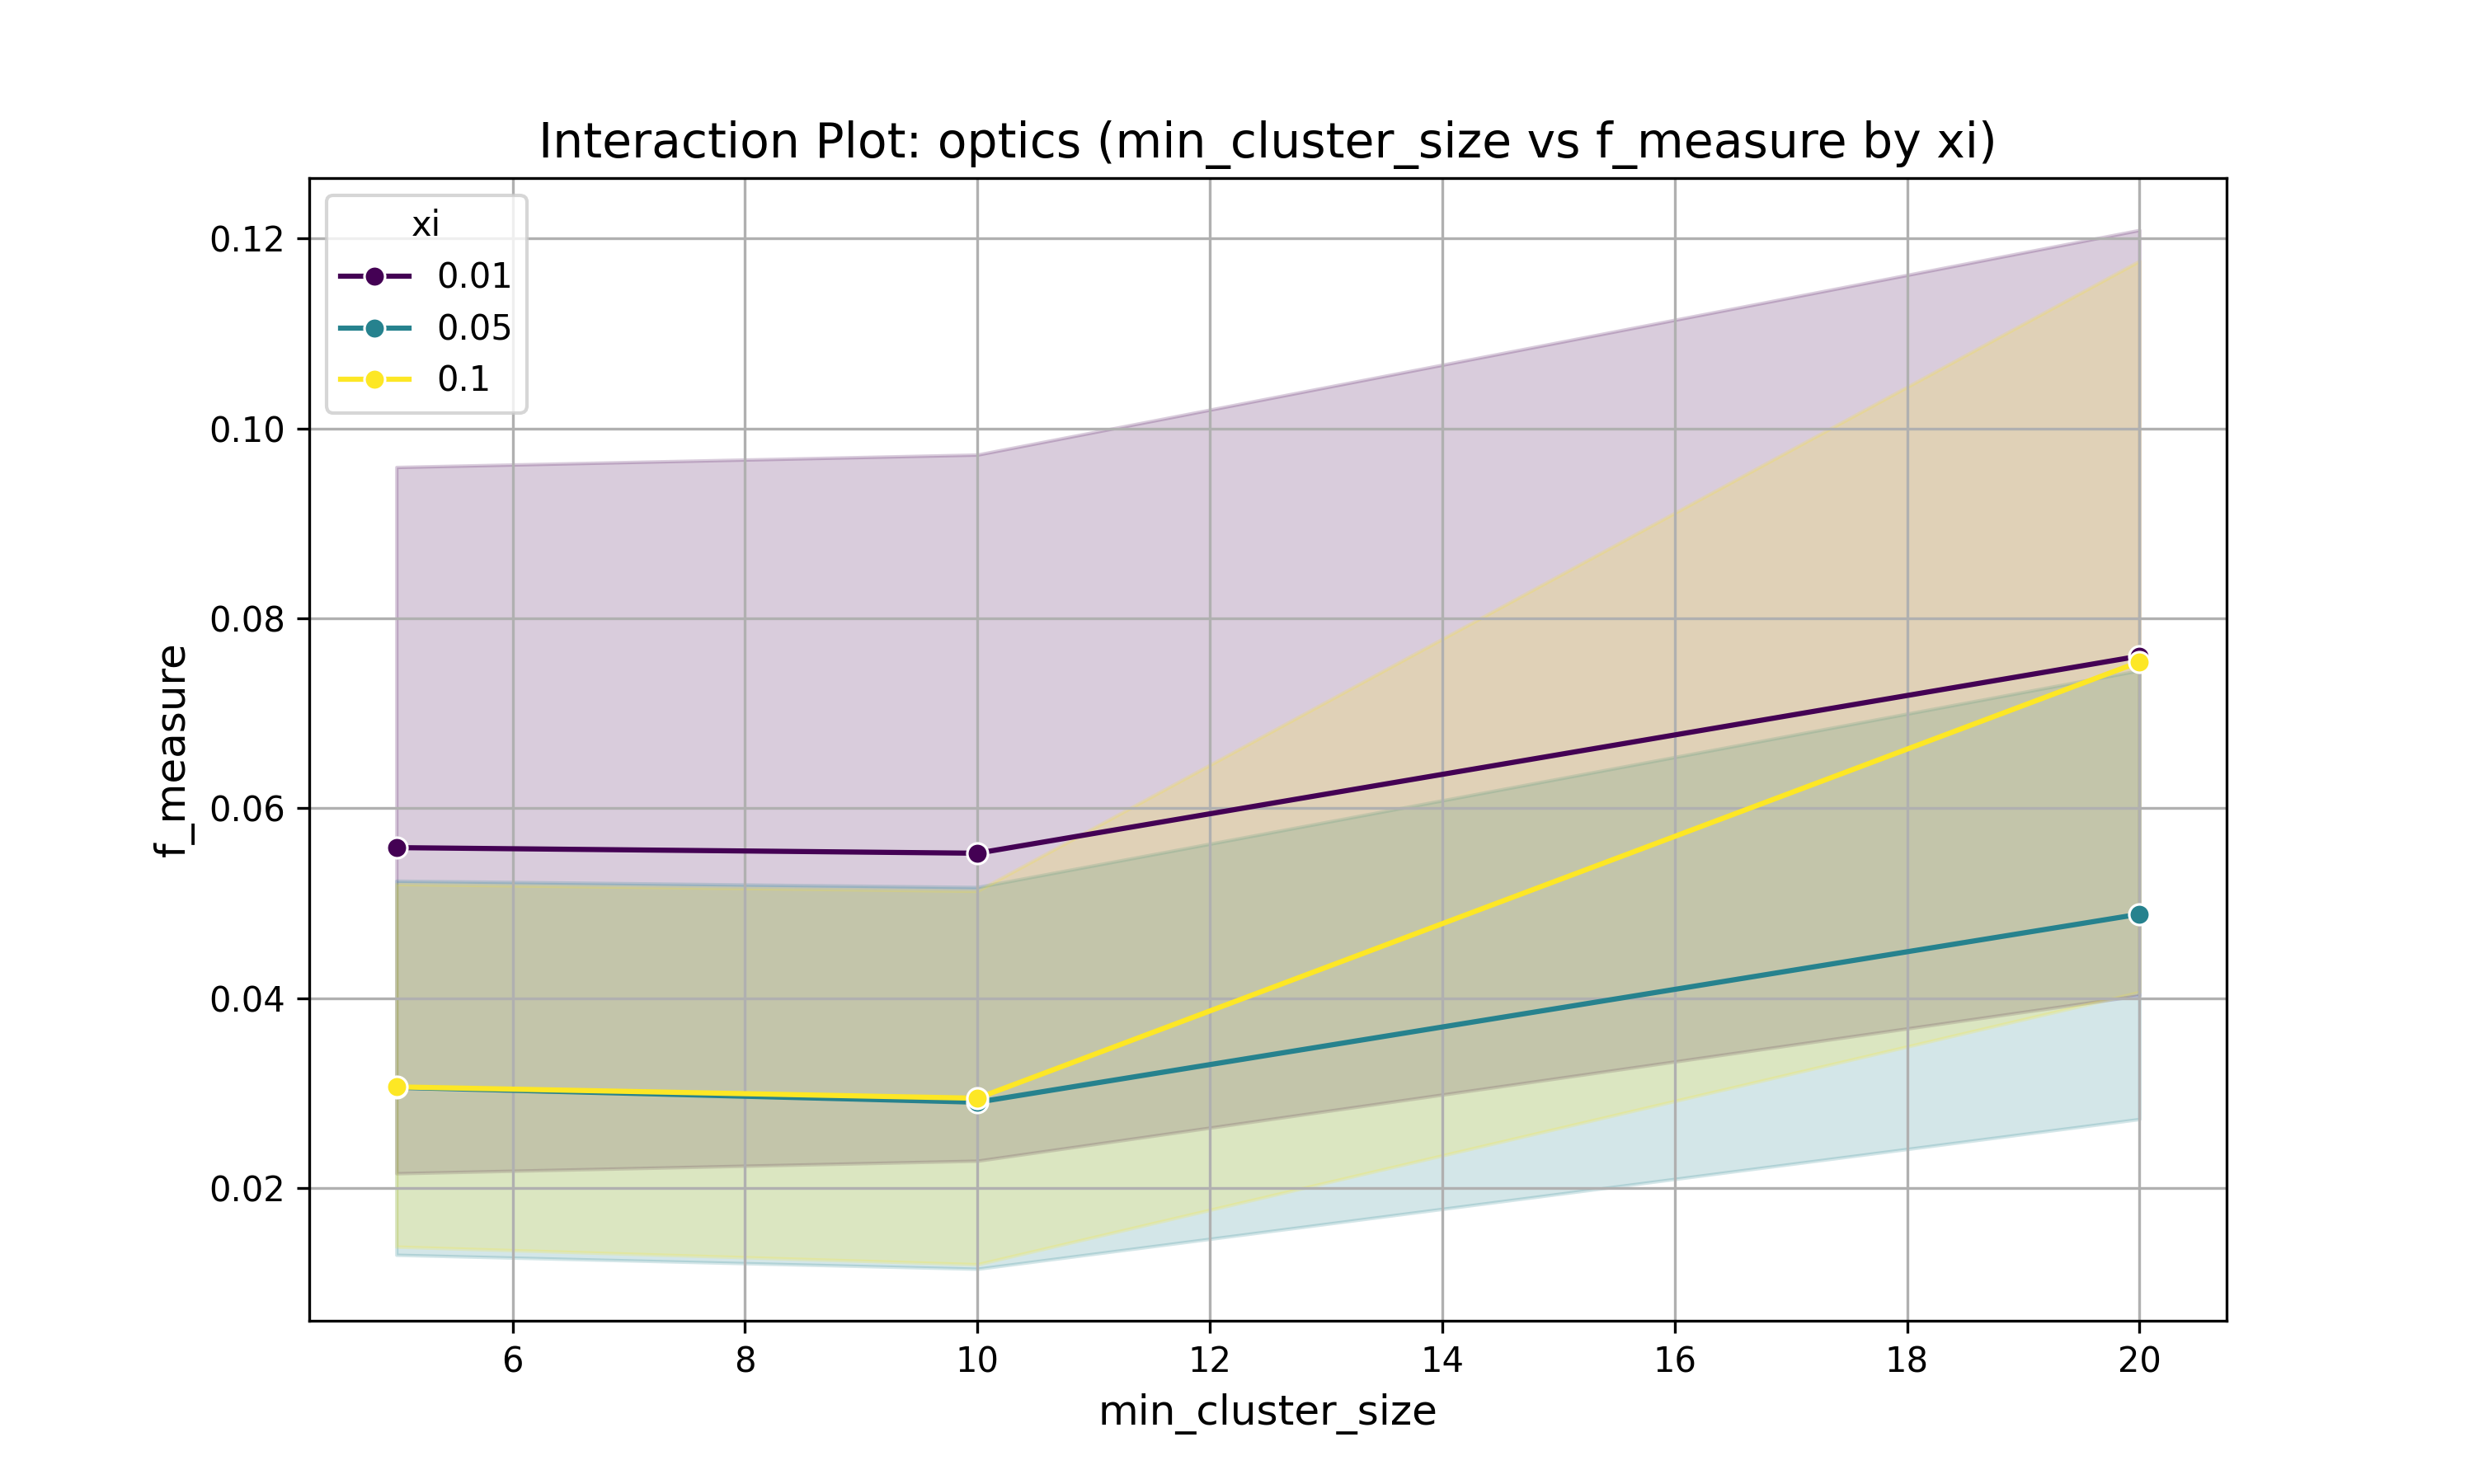 Interaction Plot: optics (min_cluster_size vs f_measure by xi)
xi
0.01
0.05
0.1
0.12
0.10
0.08
0.06
0.04
0.02
f_measure
6 8 10 12 14 16 18 20
min_cluster_size